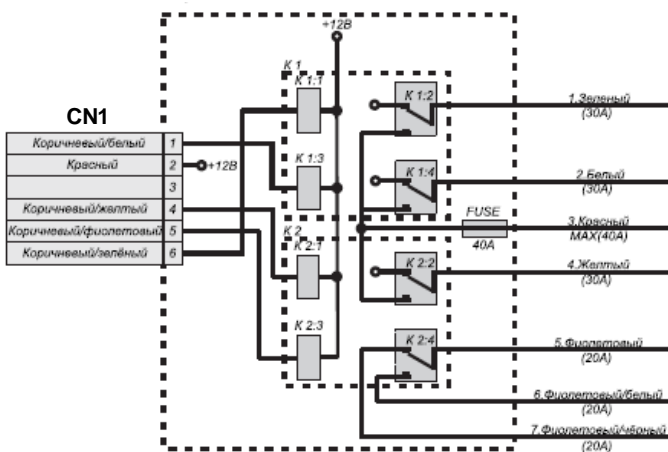 +12В
К 1
К 1:1
К 1:2
1.Зеленый
(30А)
CN1
Коричневый/белый 1
Красный 2 +12В
3
Коричневый/желтый 4
Коричневый/фиолетовый 5
Коричневый/зелёный 6
К 1:3
К 1:4
2.Белый
(30А)
FUSE
40А
3.Красный
МАХ(40А)
К 2
К 2:1
К 2:2
4.Желтый
(30А)
К 2:3
К 2:4
5.Фиолетовый
(20А)
6.Фиолетовый/белый
(20А)
7.Фиолетовый/чёрный
(20А)